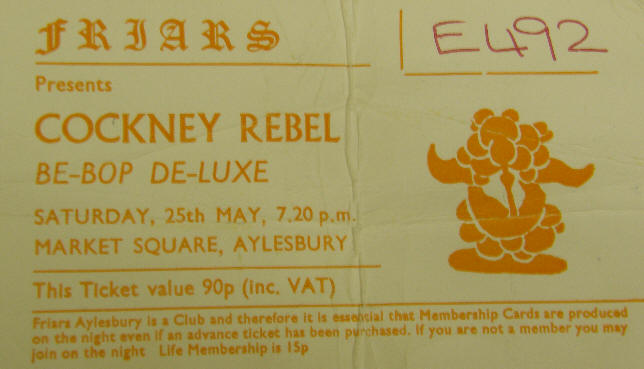 FRIARS
E492
Presents
COCKNEY REBEL
BE-BOP DE-LUXE
SATURDAY, 25th MAY, 7.20 p.m.
MARKET SQUARE, AYLESBURY
This Ticket value 90p (inc. VAT)
Friars Aylesbury is a Club and therefore it is essential that Membership Cards are produced
on the night even if an advance ticket has been purchased. If you are not a member you may
join on the night Life Membership is 15p